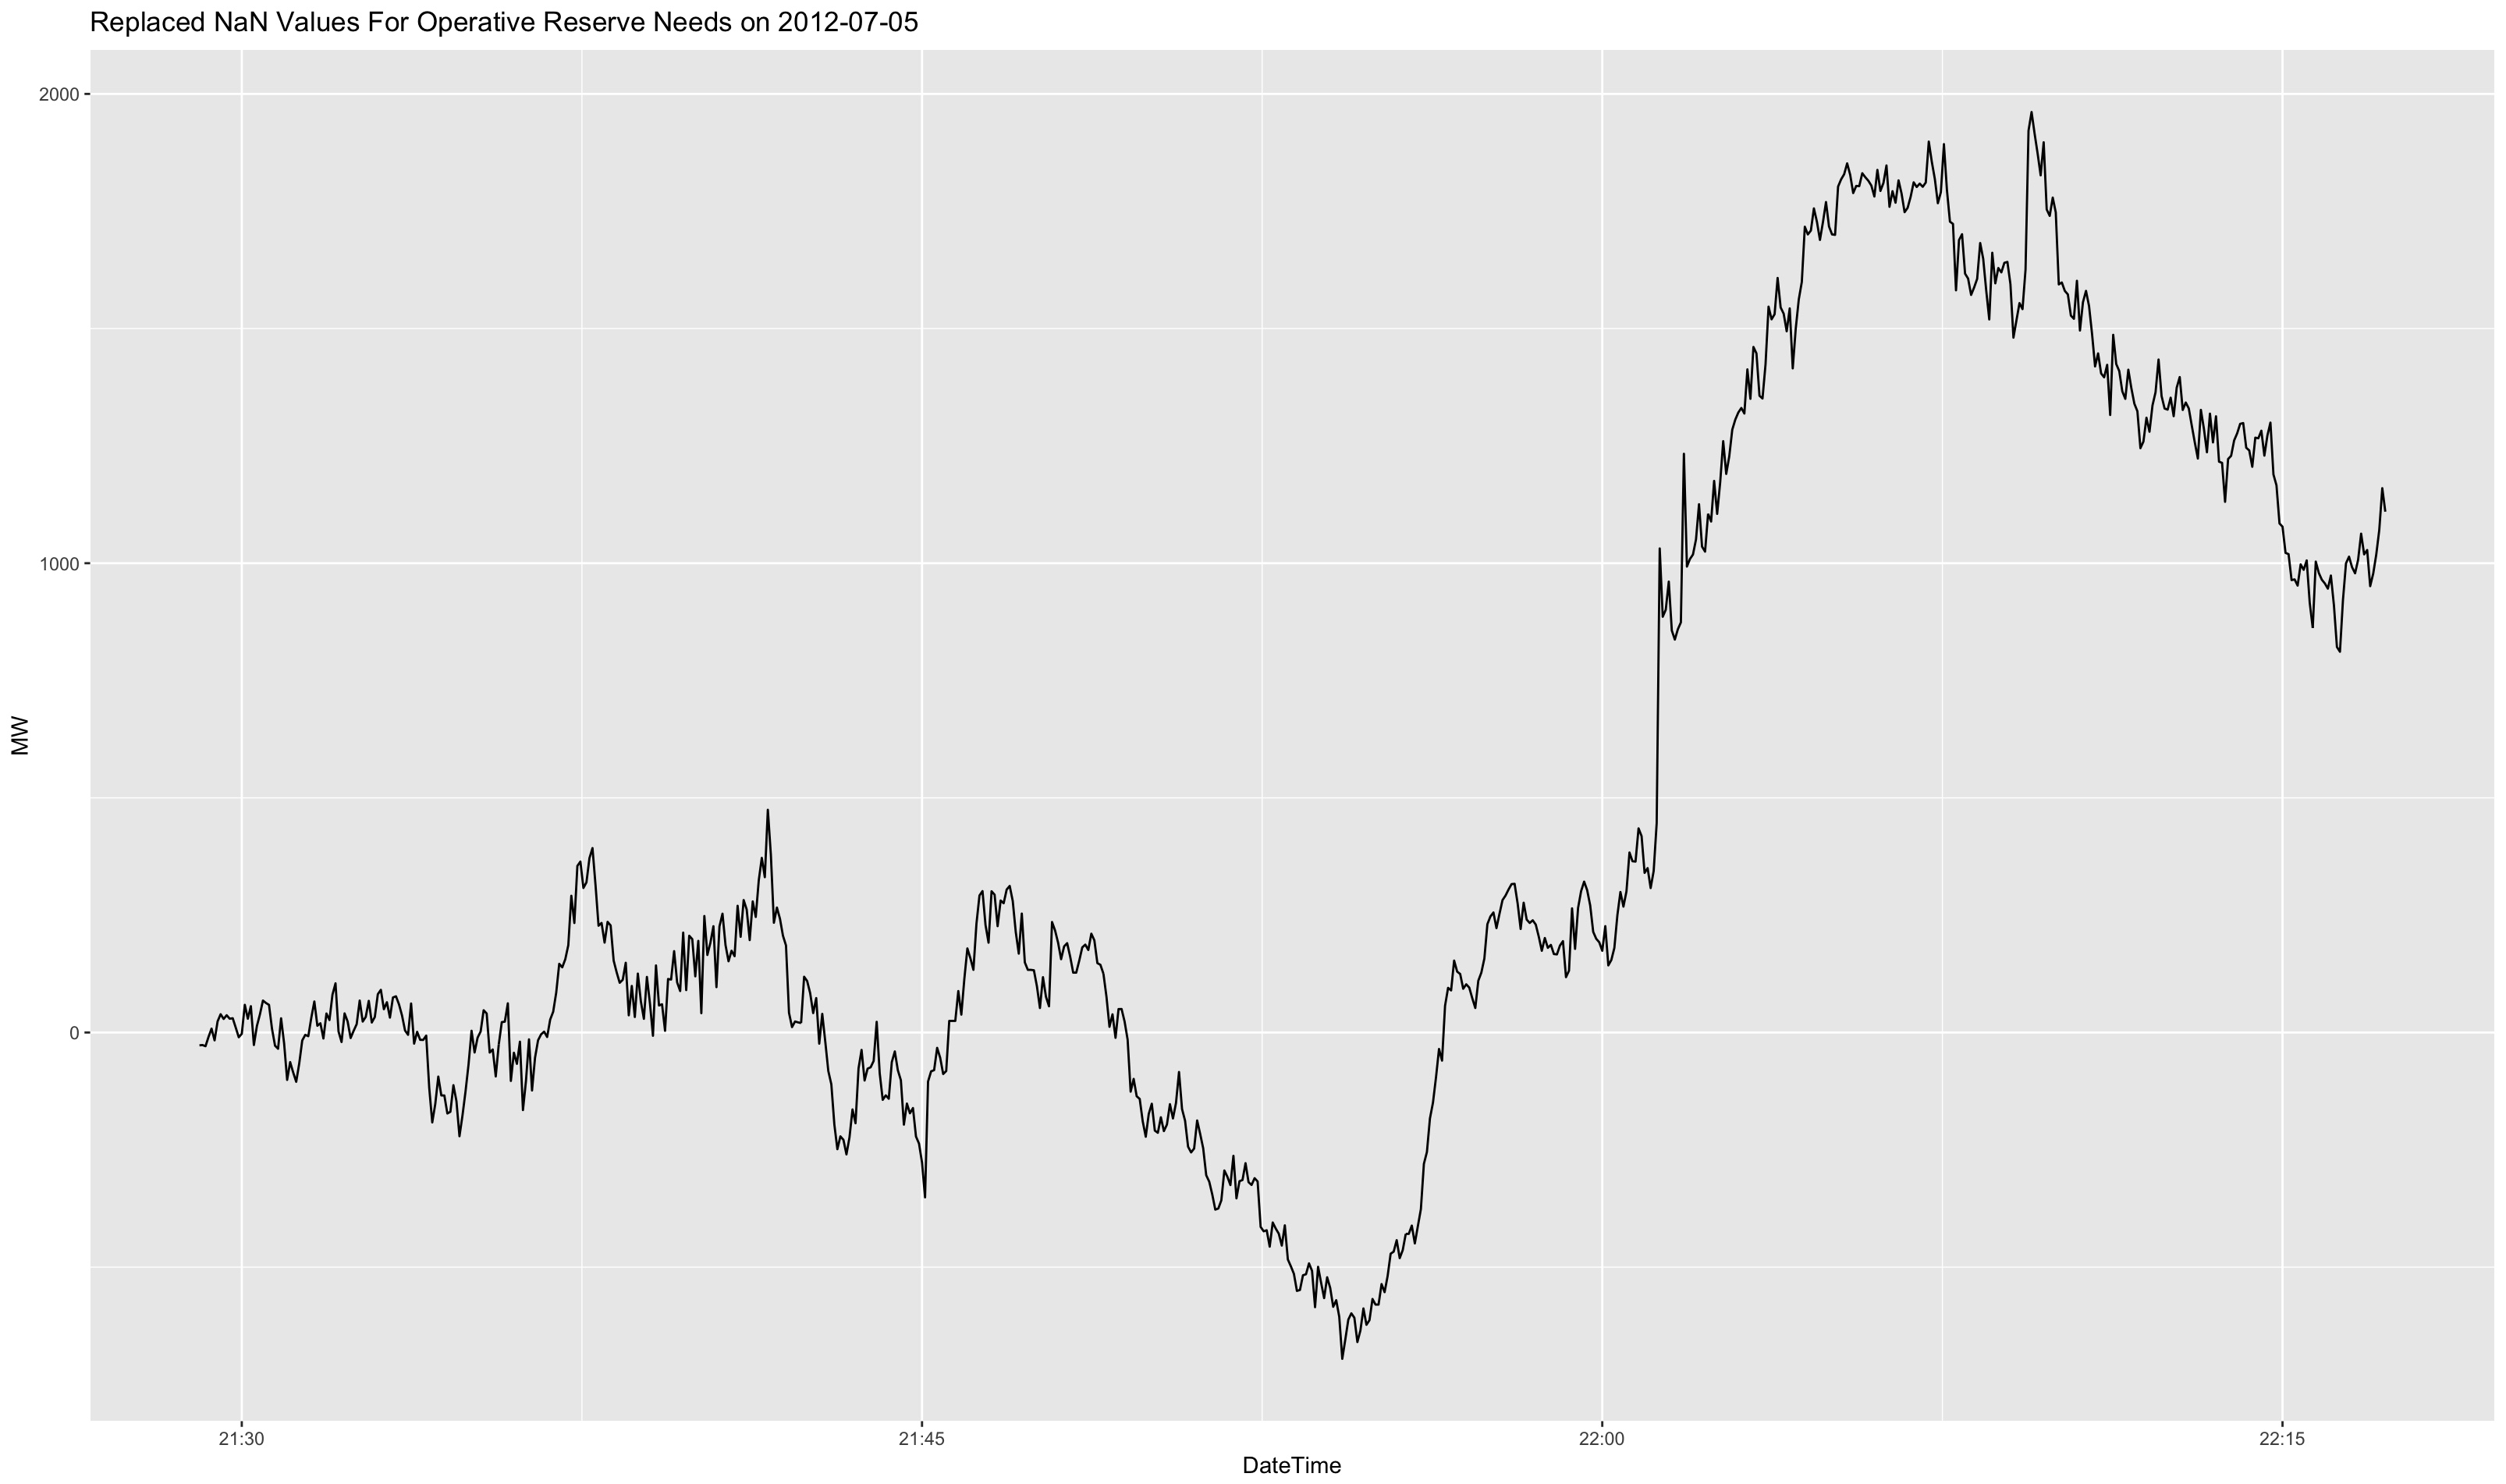 Replaced NaN Values For Operative Reserve Needs on 2012-07-05
2000
1000
0
MW
21:30
21:45
22:00
22:15
DateTime